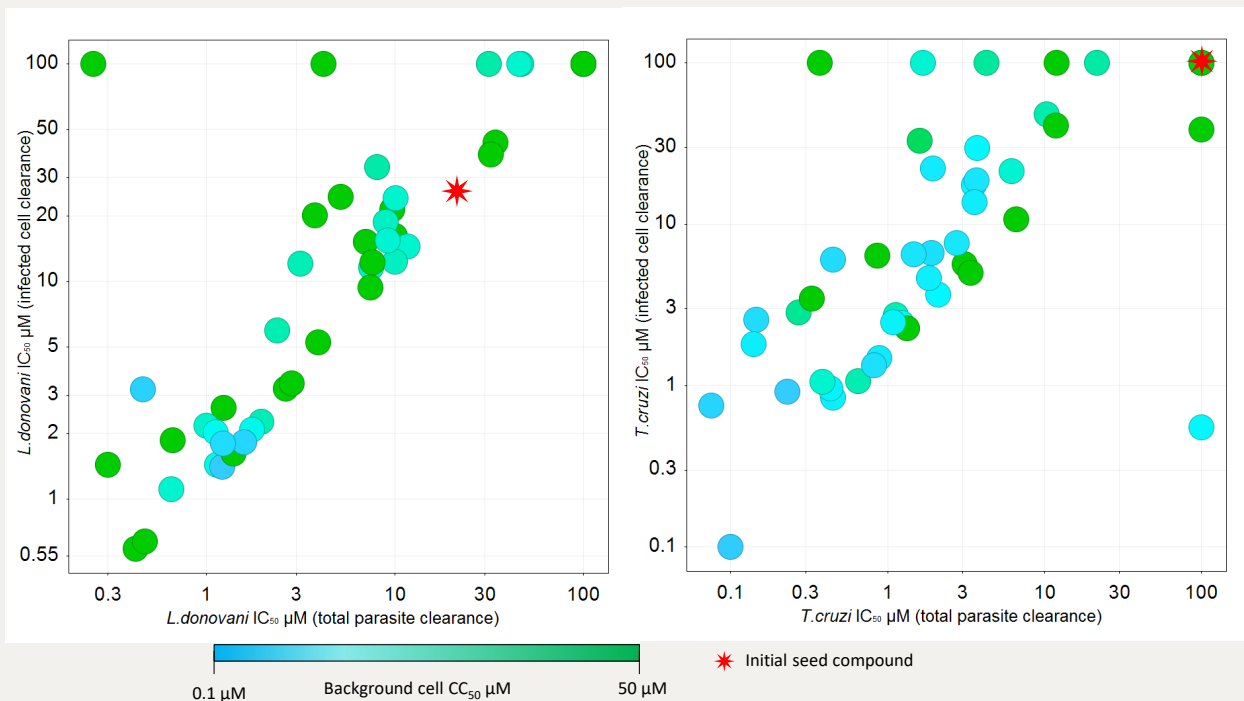 L.donovani IC₅₀ µM (infected cell clearance)
100
50
30
20
10
5
3
2
1
0.55
0.3 1 3 10 30 100
L.donovani IC₅₀ µM (total parasite clearance)
T.cruzi IC₅₀ µM (infected cell clearance)
100
30
10
3
1
0.3
0.1
0.1 0.3 1 3 10 30 100
T.cruzi IC₅₀ µM (total parasite clearance)
0.1 µM Background cell CC₅₀ µM 50 µM
Initial seed compound